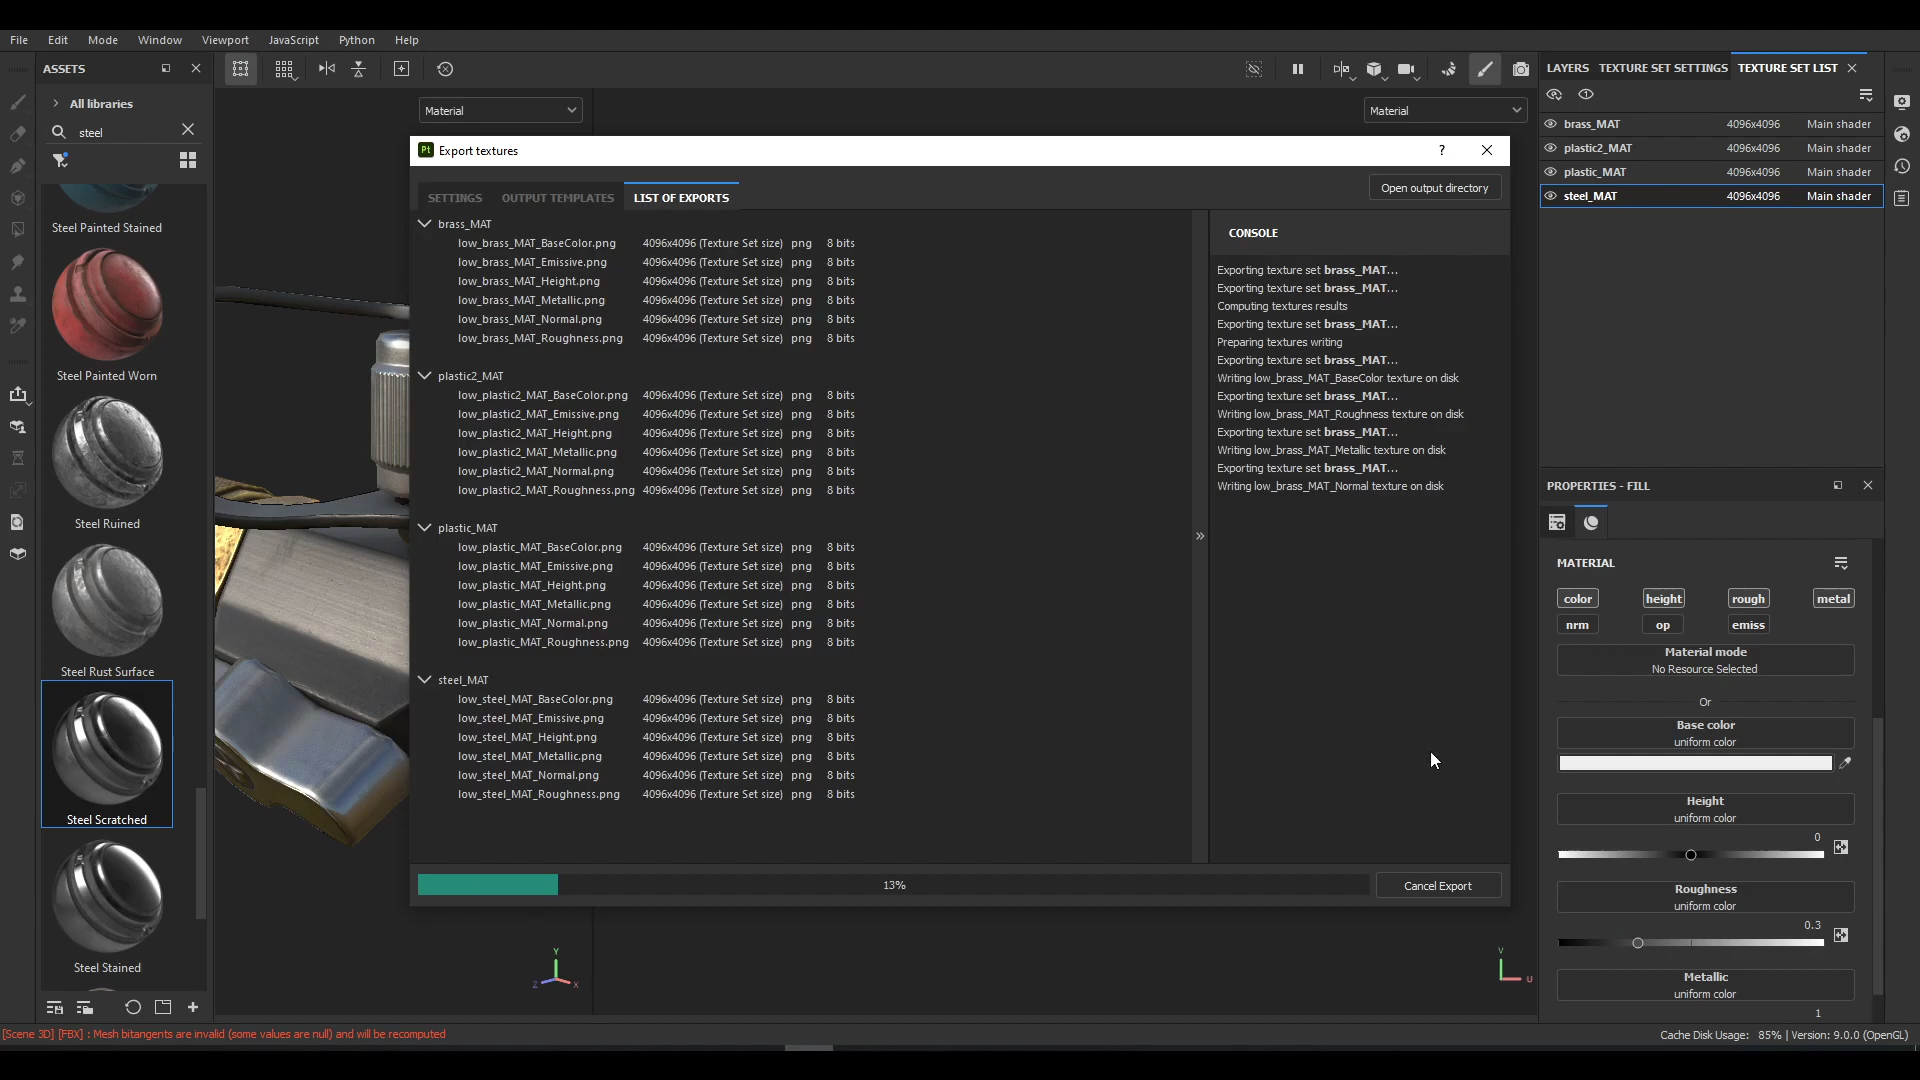 File Edit Mode Window Viewport JavaScript Python Help
ASSETS
All libraries
steel
Steel Painted Stained
Steel Painted Worn
Steel Ruined
Steel Rust Surface
Steel Scratched
Steel Stained
Material
Material
Pt Export textures
?
SETTINGS OUTPUT TEMPLATES LIST OF EXPORTS
Open output directory
brass_MAT
low_brass_MAT_BaseColor.png 4096x4096 (Texture Set size) png 8 bits
low_brass_MAT_Emissive.png 4096x4096 (Texture Set size) png 8 bits
low_brass_MAT_Height.png 4096x4096 (Texture Set size) png 8 bits
low_brass_MAT_Metallic.png 4096x4096 (Texture Set size) png 8 bits
low_brass_MAT_Normal.png 4096x4096 (Texture Set size) png 8 bits
low_brass_MAT_Roughness.png 4096x4096 (Texture Set size) png 8 bits
plastic2_MAT
low_plastic2_MAT_BaseColor.png 4096x4096 (Texture Set size) png 8 bits
low_plastic2_MAT_Emissive.png 4096x4096 (Texture Set size) png 8 bits
low_plastic2_MAT_Height.png 4096x4096 (Texture Set size) png 8 bits
low_plastic2_MAT_Metallic.png 4096x4096 (Texture Set size) png 8 bits
low_plastic2_MAT_Normal.png 4096x4096 (Texture Set size) png 8 bits
low_plastic2_MAT_Roughness.png 4096x4096 (Texture Set size) png 8 bits
plastic_MAT
low_plastic_MAT_BaseColor.png 4096x4096 (Texture Set size) png 8 bits
low_plastic_MAT_Emissive.png 4096x4096 (Texture Set size) png 8 bits
low_plastic_MAT_Height.png 4096x4096 (Texture Set size) png 8 bits
low_plastic_MAT_Metallic.png 4096x4096 (Texture Set size) png 8 bits
low_plastic_MAT_Normal.png 4096x4096 (Texture Set size) png 8 bits
low_plastic_MAT_Roughness.png 4096x4096 (Texture Set size) png 8 bits
steel_MAT
low_steel_MAT_BaseColor.png 4096x4096 (Texture Set size) png 8 bits
low_steel_MAT_Emissive.png 4096x4096 (Texture Set size) png 8 bits
low_steel_MAT_Height.png 4096x4096 (Texture Set size) png 8 bits
low_steel_MAT_Metallic.png 4096x4096 (Texture Set size) png 8 bits
low_steel_MAT_Normal.png 4096x4096 (Texture Set size) png 8 bits
low_steel_MAT_Roughness.png 4096x4096 (Texture Set size) png 8 bits
»
CONSOLE
Exporting texture set brass_MAT...
Exporting texture set brass_MAT...
Computing textures results
Exporting texture set brass_MAT...
Preparing textures writing
Exporting texture set brass_MAT...
Writing low_brass_MAT_BaseColor texture on disk
Exporting texture set brass_MAT...
Writing low_brass_MAT_Roughness texture on disk
Exporting texture set brass_MAT...
Writing low_brass_MAT_Metallic texture on disk
Exporting texture set brass_MAT...
Writing low_brass_MAT_Normal texture on disk
13%
Cancel Export
Y
Z X
V
U
LAYERS TEXTURE SET SETTINGS TEXTURE SET LIST
brass_MAT 4096x4096 Main shader
plastic2_MAT 4096x4096 Main shader
plastic_MAT 4096x4096 Main shader
steel_MAT 4096x4096 Main shader
PROPERTIES - FILL
MATERIAL
color height rough metal
nrm op emiss
Material mode
No Resource Selected
Or
Base color
uniform color
Height
uniform color
0
Roughness
uniform color
0.3
Metallic
uniform color
1
[Scene 3D] [FBX] : Mesh bitangents are invalid (some values are null) and will be recomputed
Cache Disk Usage: 85% | Version: 9.0.0 (OpenGL)